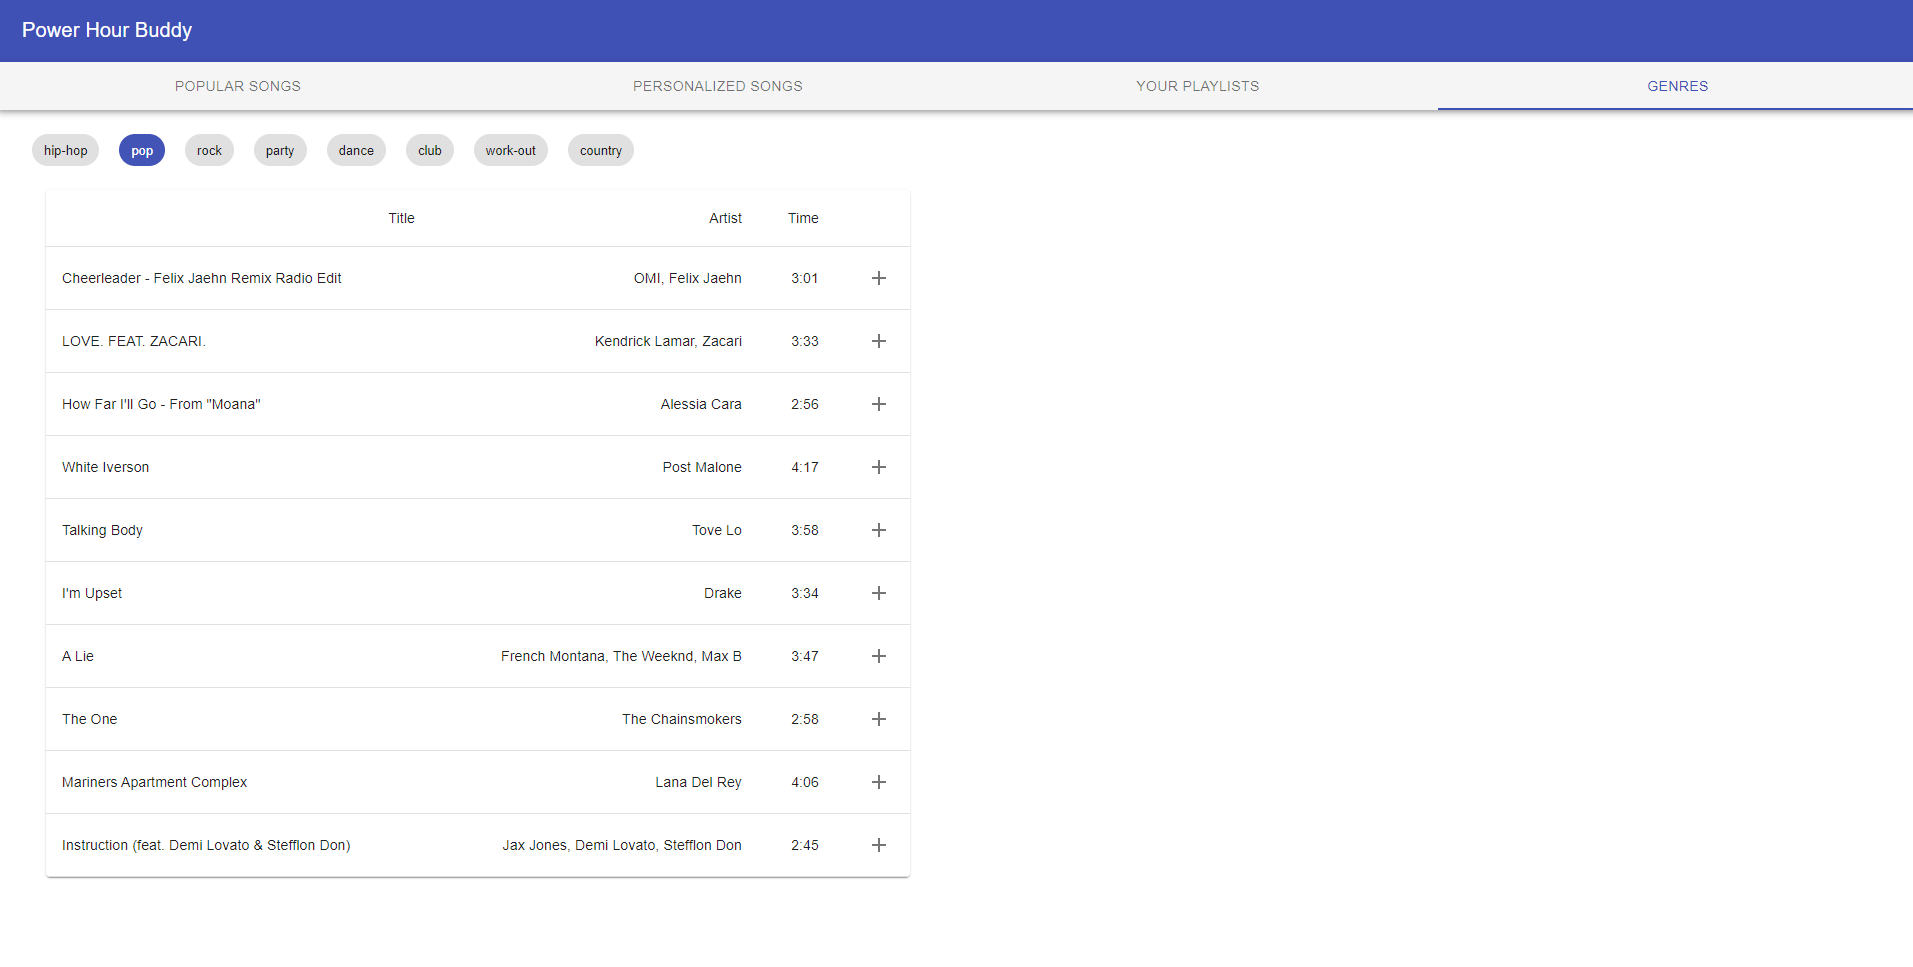 Power Hour Buddy
POPULAR SONGS PERSONALIZED SONGS YOUR PLAYLISTS GENRES
hip-hop pop rock party dance club work-out country
Title Artist Time
Cheerleader - Felix Jaehn Remix Radio Edit OMI, Felix Jaehn 3:01
LOVE. FEAT. ZACARI. Kendrick Lamar, Zacari 3:33
How Far I'll Go - From "Moana" Alessia Cara 2:56
White Iverson Post Malone 4:17
Talking Body Tove Lo 3:58
I'm Upset Drake 3:34
A Lie French Montana, The Weeknd, Max B 3:47
The One The Chainsmokers 2:58
Mariners Apartment Complex Lana Del Rey 4:06
Instruction (feat. Demi Lovato & Stefflon Don) Jax Jones, Demi Lovato, Stefflon Don 2:45